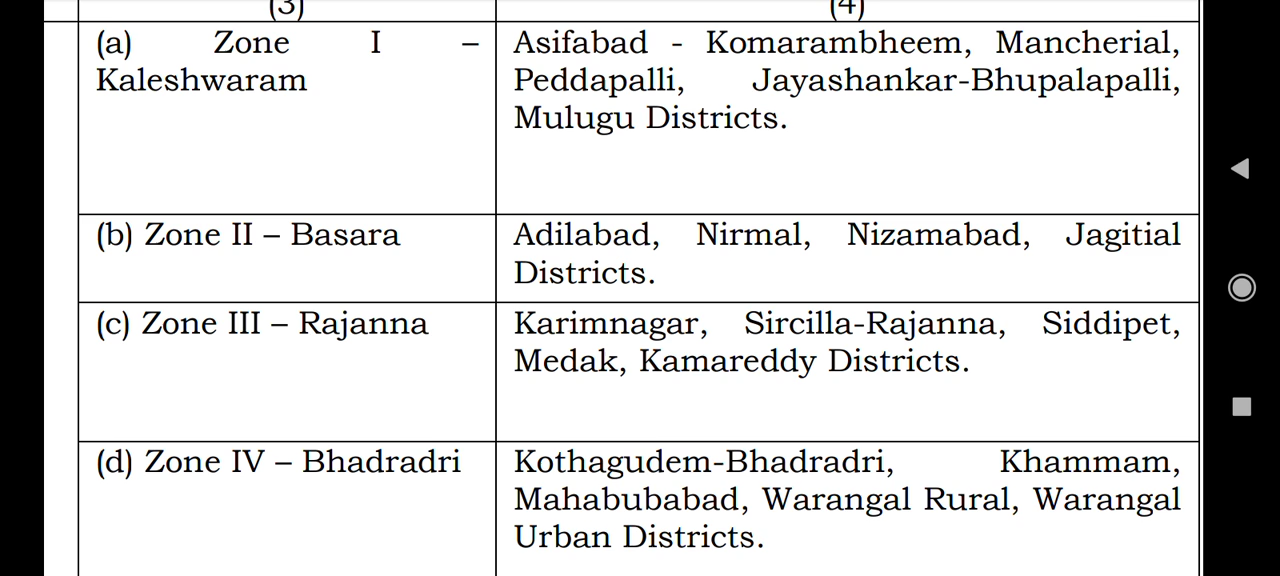 (3) (4)
(a) Zone I –
Kaleshwaram
Asifabad - Komarambheem, Mancherial,
Peddapalli, Jayashankar-Bhupalapalli,
Mulugu Districts.
(b) Zone II – Basara
Adilabad, Nirmal, Nizamabad, Jagitial
Districts.
(c) Zone III – Rajanna
Karimnagar, Sircilla-Rajanna, Siddipet,
Medak, Kamareddy Districts.
(d) Zone IV – Bhadradri
Kothagudem-Bhadradri, Khammam,
Mahabubabad, Warangal Rural, Warangal
Urban Districts.